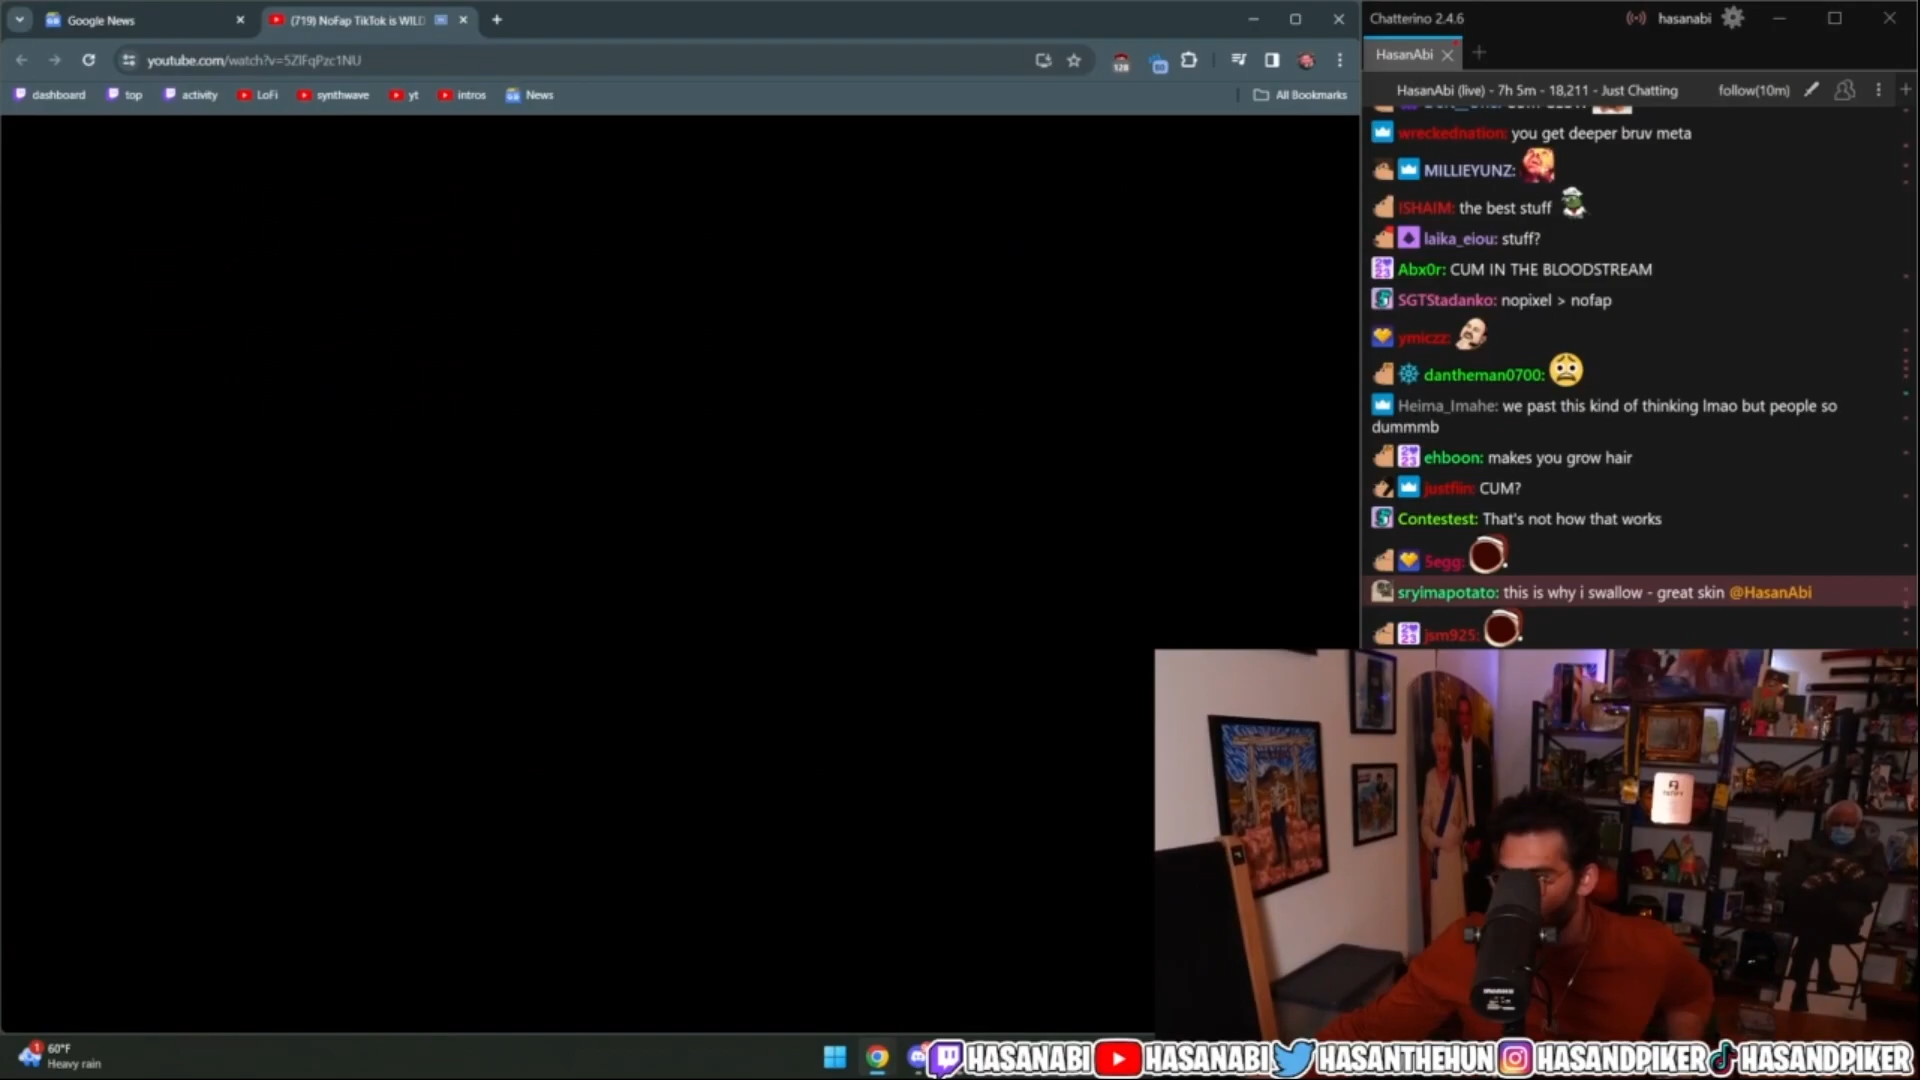 Google News
(719) NoFap TikTok is WILD
youtube.com/watch?v=5ZIFqPzc1NU
128
dashboard
top
activity
LoFi
synthwave
yt
intros
News
All Bookmarks
Chatterino 2.4.6
hasanabi
HasanAbi
HasanAbi (live) - 7h 5m - 18,211 - Just Chatting
follow(10m)
wreckednation: you get deeper bruv meta
MILLIEYUNZ:
ISHAIM: the best stuff
laika_eiou: stuff?
Abx0r: CUM IN THE BLOODSTREAM
SGTStadanko: nopixel > nofap
ymiczz:
dantheman0700:
Heima_Imahe: we past this kind of thinking lmao but people so
dummmb
ehboon: makes you grow hair
justfiin: CUM?
Contestest: That's not how that works
5egg:
sryimapotato: this is why i swallow - great skin @HasanAbi
jsm925:
1
60°F
Heavy rain
HASANABI
HASANABI
HASANTHEHUN
HASANDPIKER
HASANDPIKER